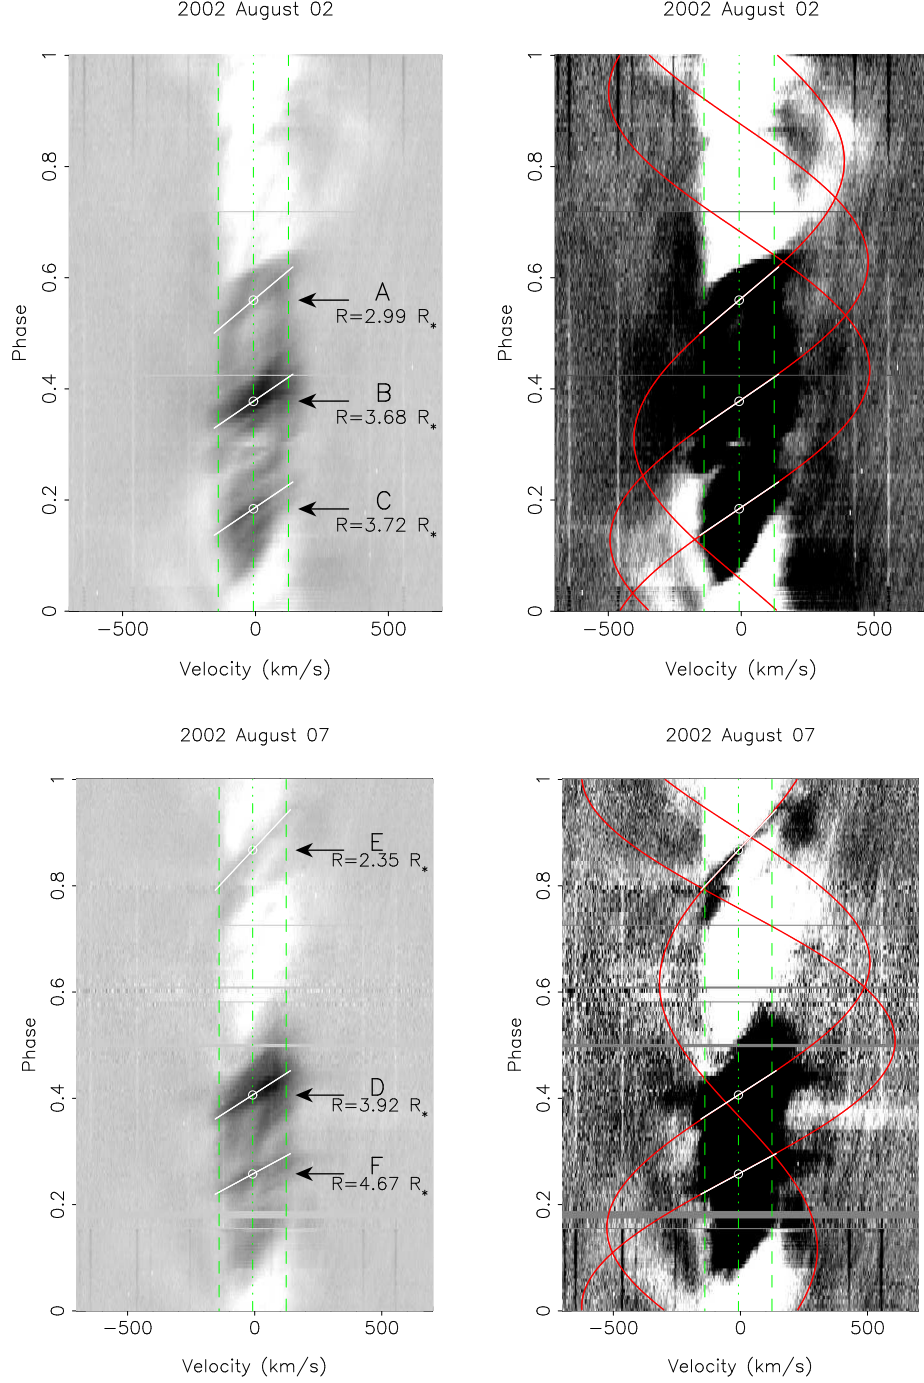 2002 August 02
2002 August 02
1
0.8
0.6
0.4
0.2
0
Phase
A
R=2.99 R*
B
R=3.68 R*
C
R=3.72 R*
−500 0 500
Velocity (km/s)
1
0.8
0.6
0.4
0.2
0
Phase
−500 0 500
Velocity (km/s)
2002 August 07
2002 August 07
1
0.8
0.6
0.4
0.2
0
Phase
E
R=2.35 R*
D
R=3.92 R*
F
R=4.67 R*
−500 0 500
Velocity (km/s)
1
0.8
0.6
0.4
0.2
0
Phase
−500 0 500
Velocity (km/s)